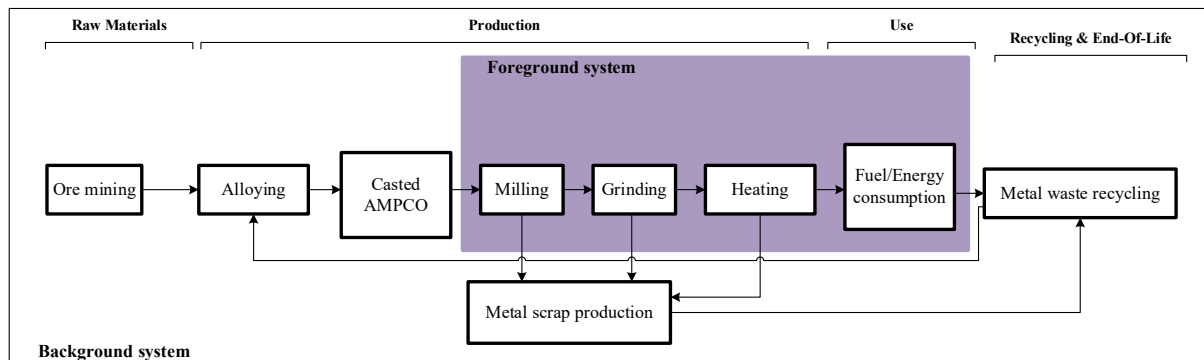 Raw Materials
Production
Use
Recycling & End-Of-Life
Foreground system
Ore mining
Alloying
Casted
AMPCO
Milling
Grinding
Heating
Fuel/Energy
consumption
Metal waste recycling
Metal scrap production
Background system